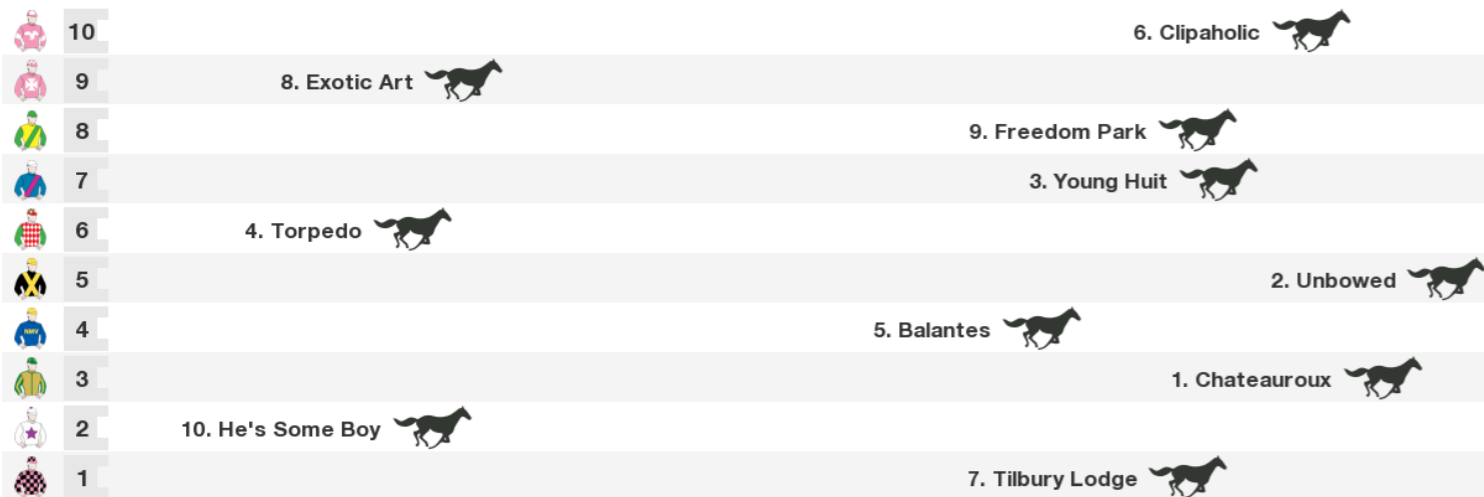 10 6. Clipaholic
9 8. Exotic Art
8 9. Freedom Park
7 3. Young Huit
6 4. Torpedo
5 2. Unbowed
NMV 4 5. Balantes
3 1. Chateauroux
2 10. He's Some Boy
1 7. Tilbury Lodge